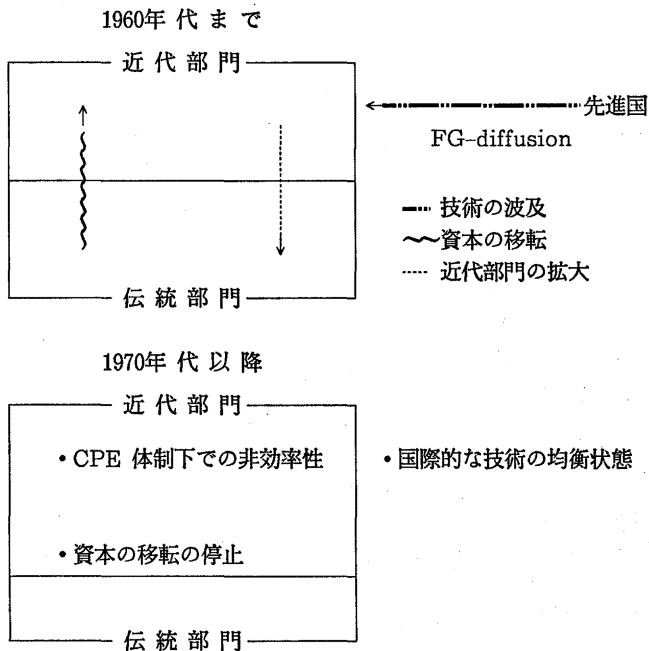 1960年代まで
近代部門
先進国
FG-diffusion
技術の波及
資本の移転
近代部門の拡大
伝統部門
1970年代以降
近代部門
・CPE 体制下での非効率性
・国際的な技術の均衡状態
・資本の移転の停止
伝統部門